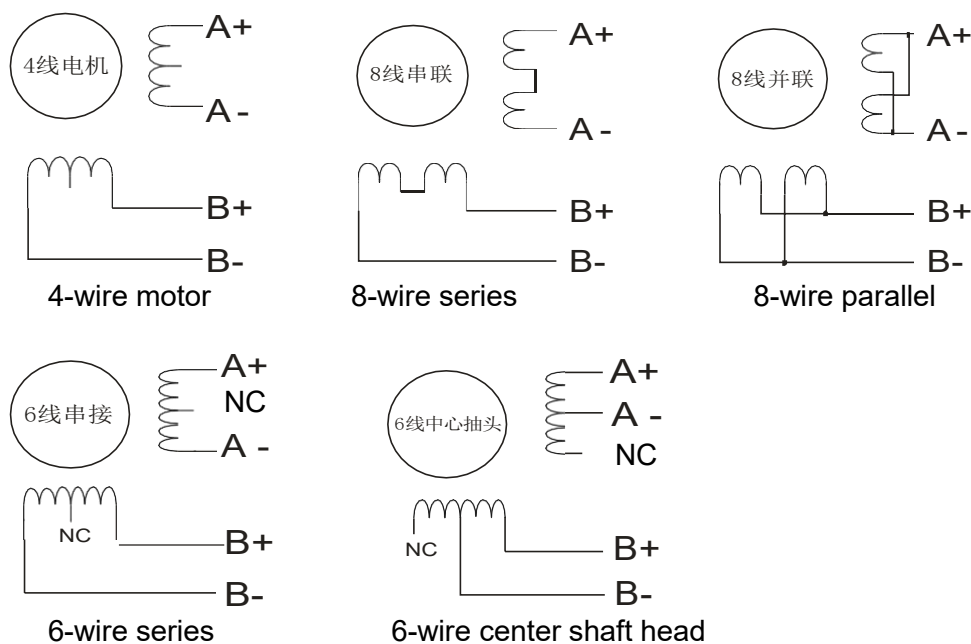 4线电机
A+
A -
B+
B-
4-wire motor
8线串联
A+
A -
B+
B-
8-wire series
8线并联
A+
A -
B+
B-
8-wire parallel
6线串接
A+
NC
A -
NC
B+
B-
6-wire series
6线中心抽头
A+
A -
NC
NC
B+
B-
6-wire center shaft head